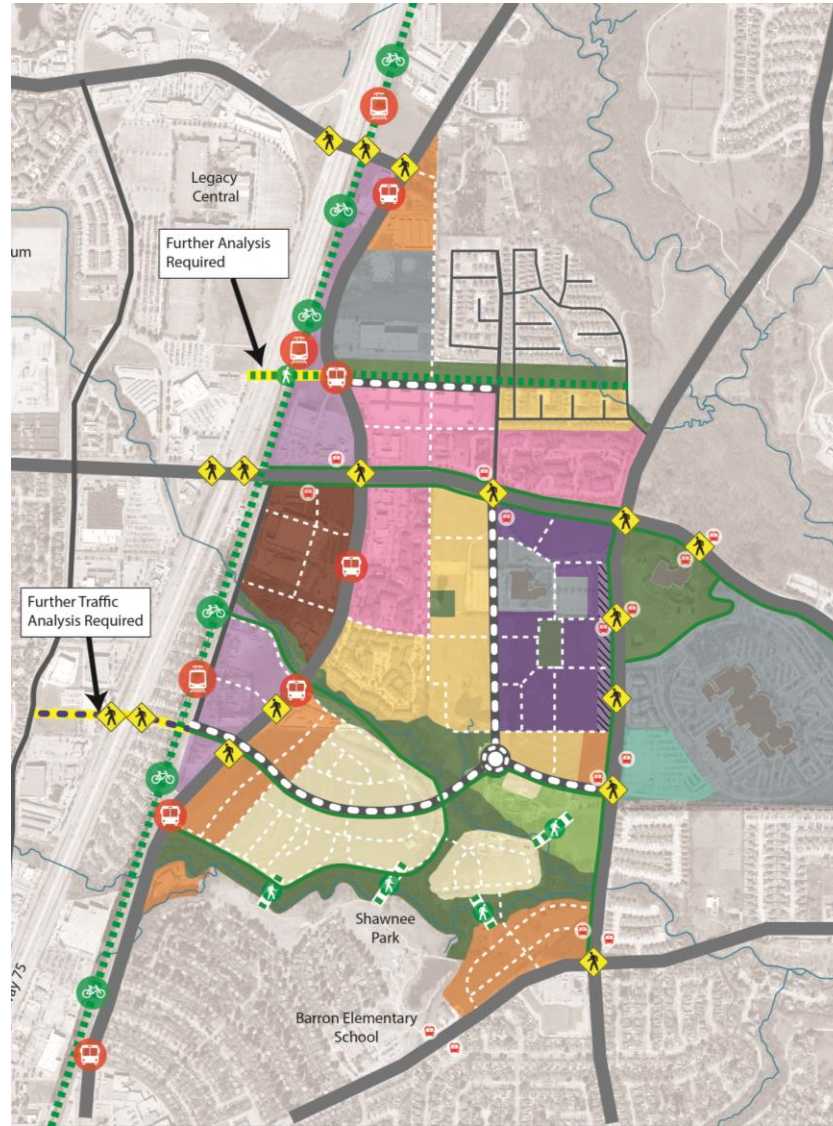 Legacy
Central
Further Analysis
Required
um
Further Traffic
Analysis Required
Shawnee
Park
ay 75
Barron Elementary
School